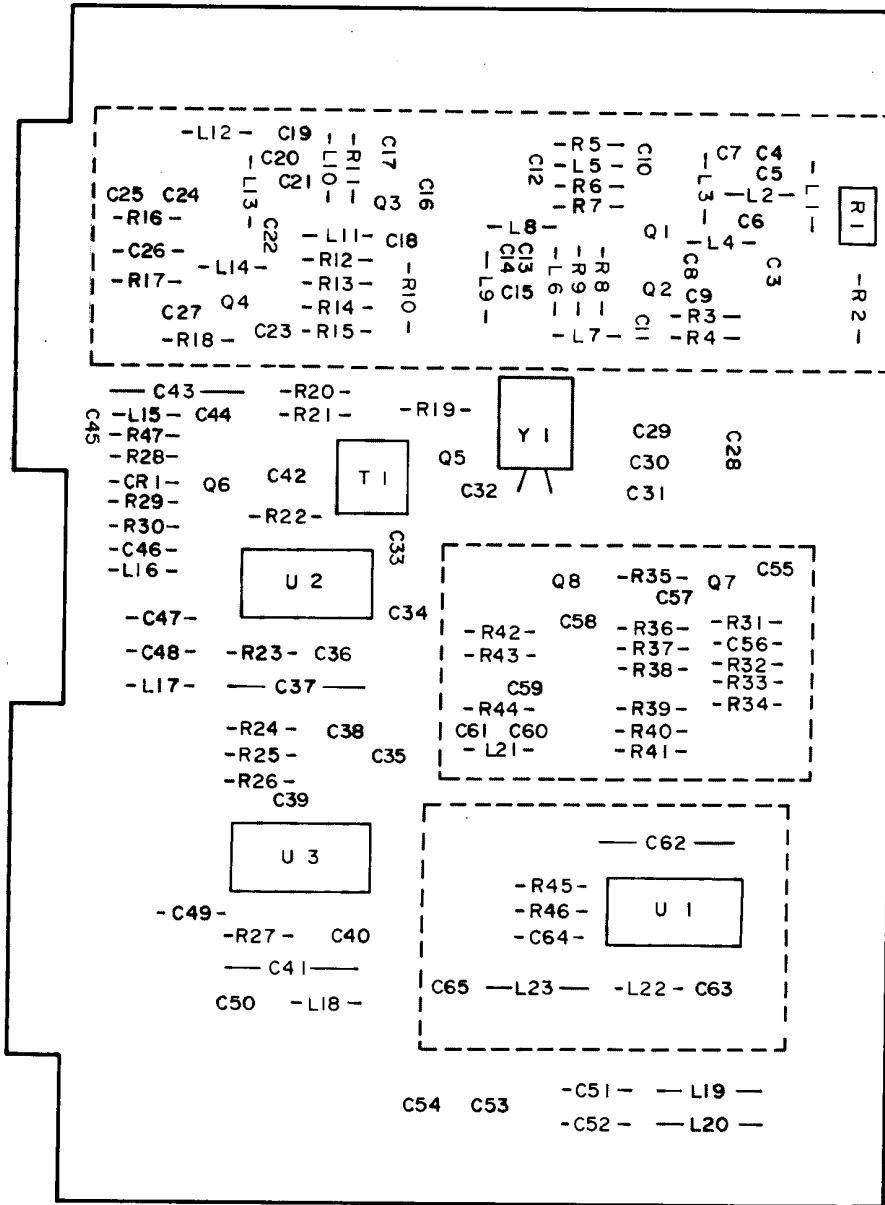 -L12- C19 -L10- -R11- C17 -R5- C10 C7 C4
C20 C12 -L5- C5 -L1-
C21 -L13- C16 -R6- -L3- -L2- R1
C25 C24 Q3 -R7- C6
-R16- C22 -L11- C18 -L8- Q1 -L4-
-C26- -R12- C14 C13 -L6- -R9- -R8- C8 C3
-L14- -R13- -R10- -L9- C15 Q2 C9 -R2-
-R17- Q4 -R14- -R3-
C27 C23 -R15- -L7- C11 -R4-
-R18-
-C43- -R20-
C45 -L15- C44 -R21- -R19- Y1 C29 C28
-R47-
-R28- Q5 C30
-CR1- Q6 C42 T1 C32 C31
-R29-
-R30- -R22-
-C46- C33
-L16- U2 Q8 -R35- Q7 C55
C57
-C47- C34 -R42- C58 -R36- -R31-
-C48- -R23- C36 -R43- -R37- -C56-
-R38- -R32-
-L17- -C37- C59 -R33-
-R44- -R39- -R34-
-R24- C38 C61 C60 -R40-
-R25- C35 -L21- -R41-
-R26-
C39
U3 -C62-
-R45-
-C49- -R46- U1
-R27- C40 -C64-
-C41-
C50 -L18- C65 -L23- -L22- C63
-C51- -L19-
C54 C53
-C52- -L20-